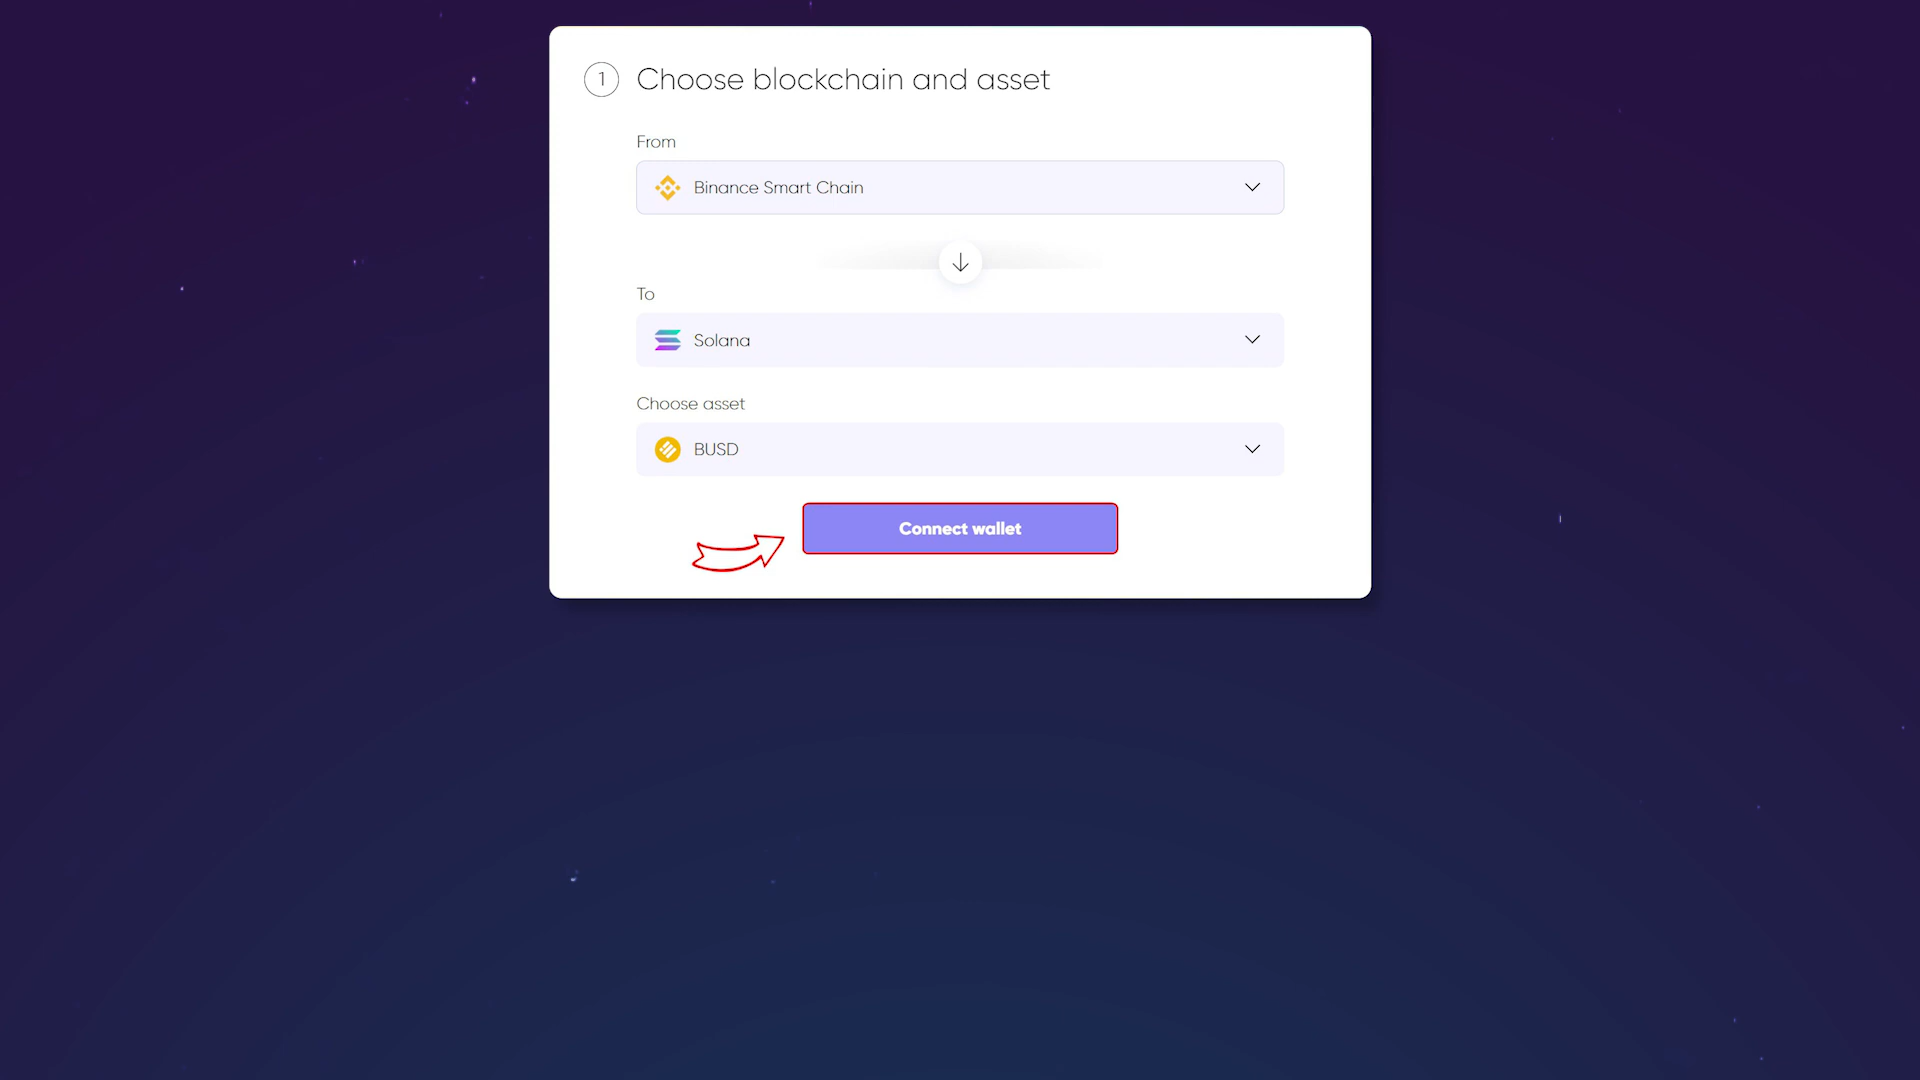 1 Choose blockchain and asset
From
Binance Smart Chain
To
Solana
Choose asset
BUSD
Connect wallet